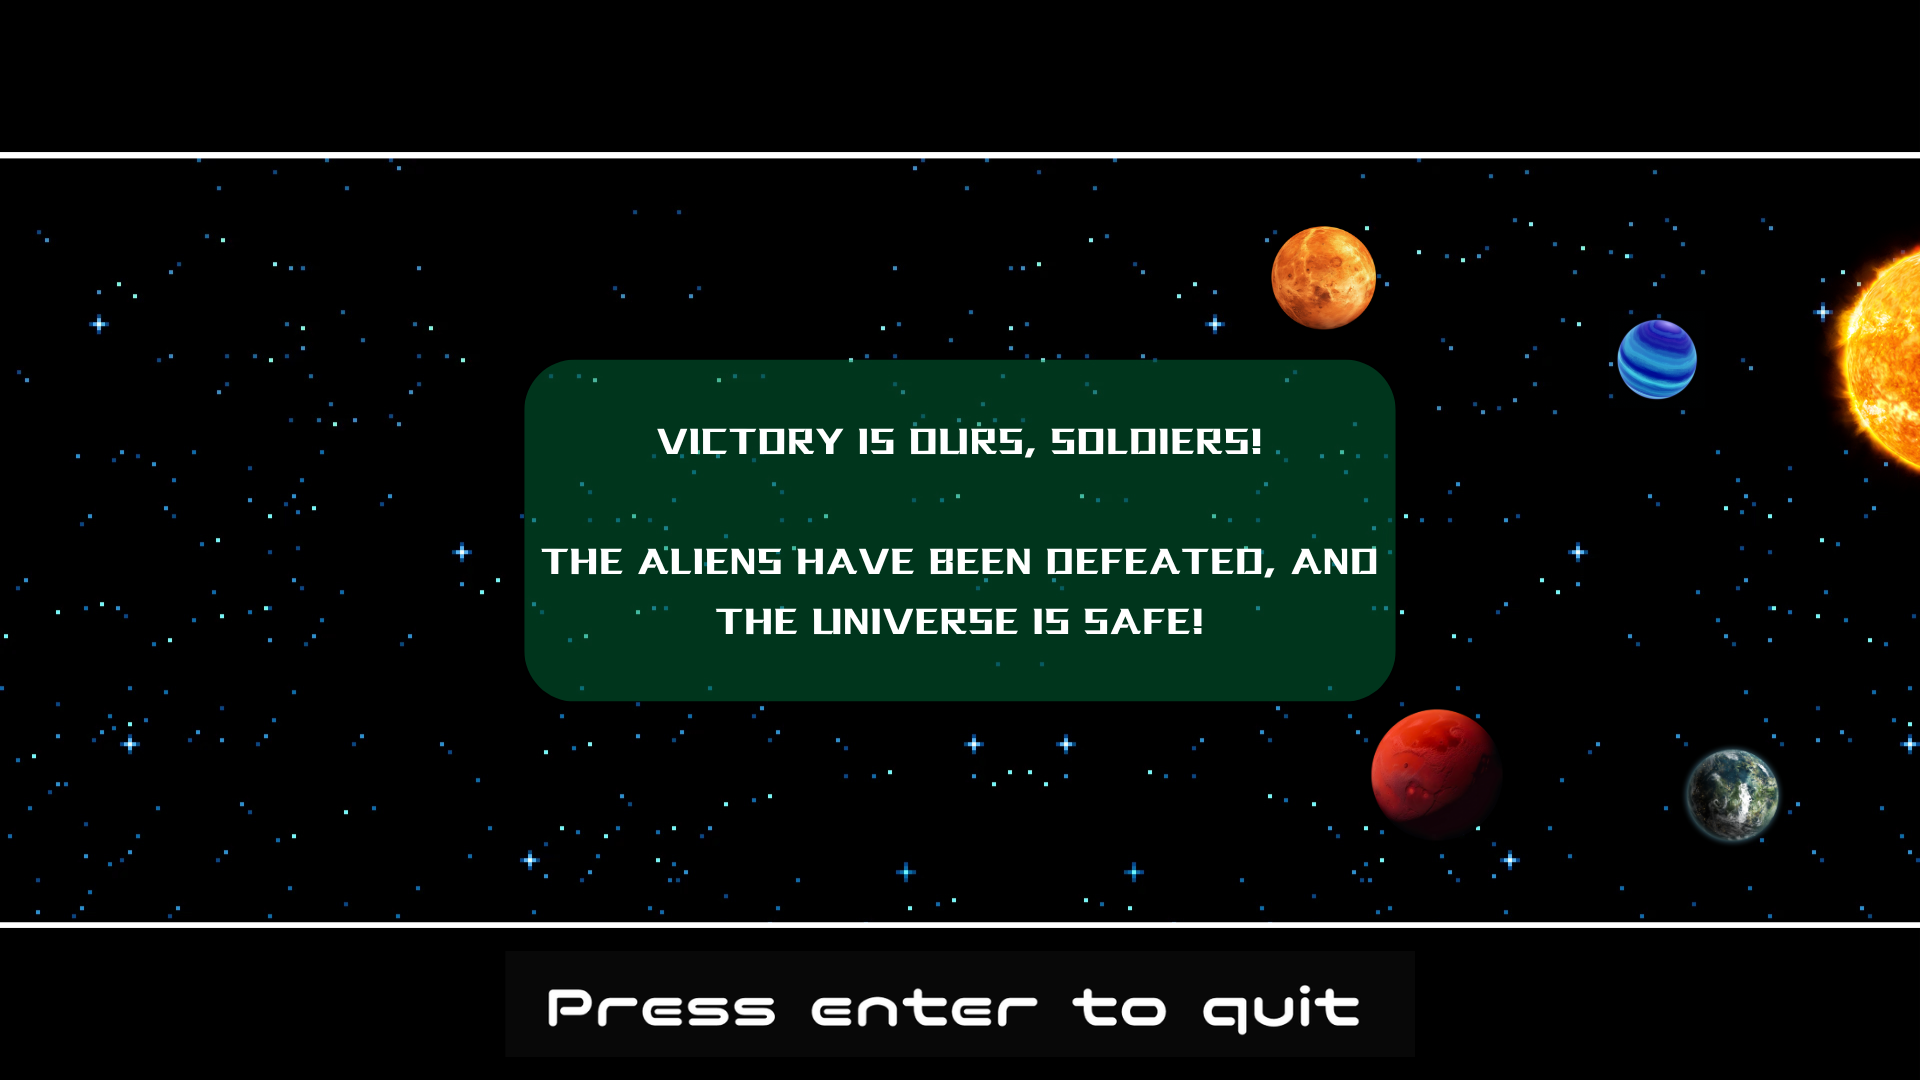 VICTORY IS OURS, SOLDIERS!
THE ALIENS HAVE BEEN DEFEATED, AND
THE UNIVERSE IS SAFE!
Press enter to quit